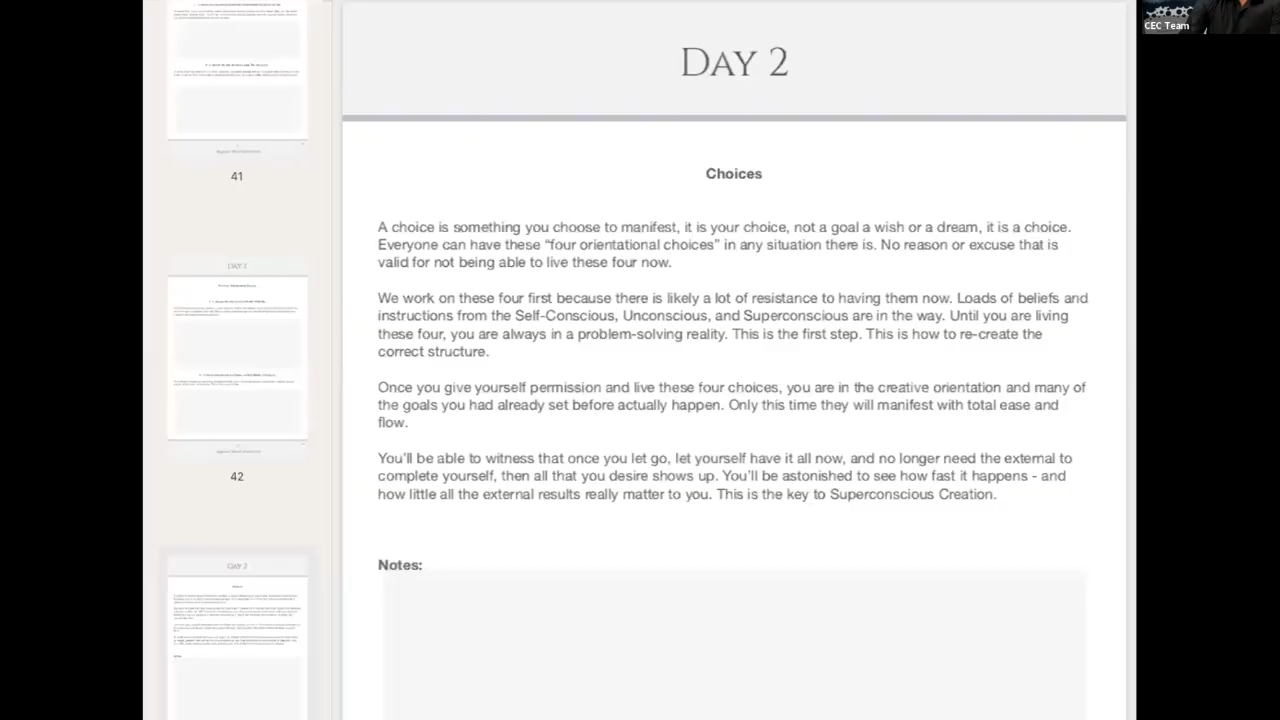 CEC Team
DAY 2
Choices
A choice is something you choose to manifest, it is your choice, not a goal a wish or a dream, it is a choice.
Everyone can have these “four orientational choices” in any situation there is. No reason or excuse that is
valid for not being able to live these four now.
We work on these four first because there is likely a lot of resistance to having them now. Loads of beliefs and
instructions from the Self-Conscious, Unconscious, and Superconscious are in the way. Until you are living
these four, you are always in a problem-solving reality. This is the first step. This is how to re-create the
correct structure.
Once you give yourself permission and live these four choices, you are in the creative orientation and many of
the goals you had already set before actually happen. Only this time they will manifest with total ease and
flow.
You’ll be able to witness that once you let go, let yourself have it all now, and no longer need the external to
complete yourself, then all that you desire shows up. You’ll be astonished to see how fast it happens - and
how little all the external results really matter to you. This is the key to Superconscious Creation.
Notes:
41
42
DAY 2